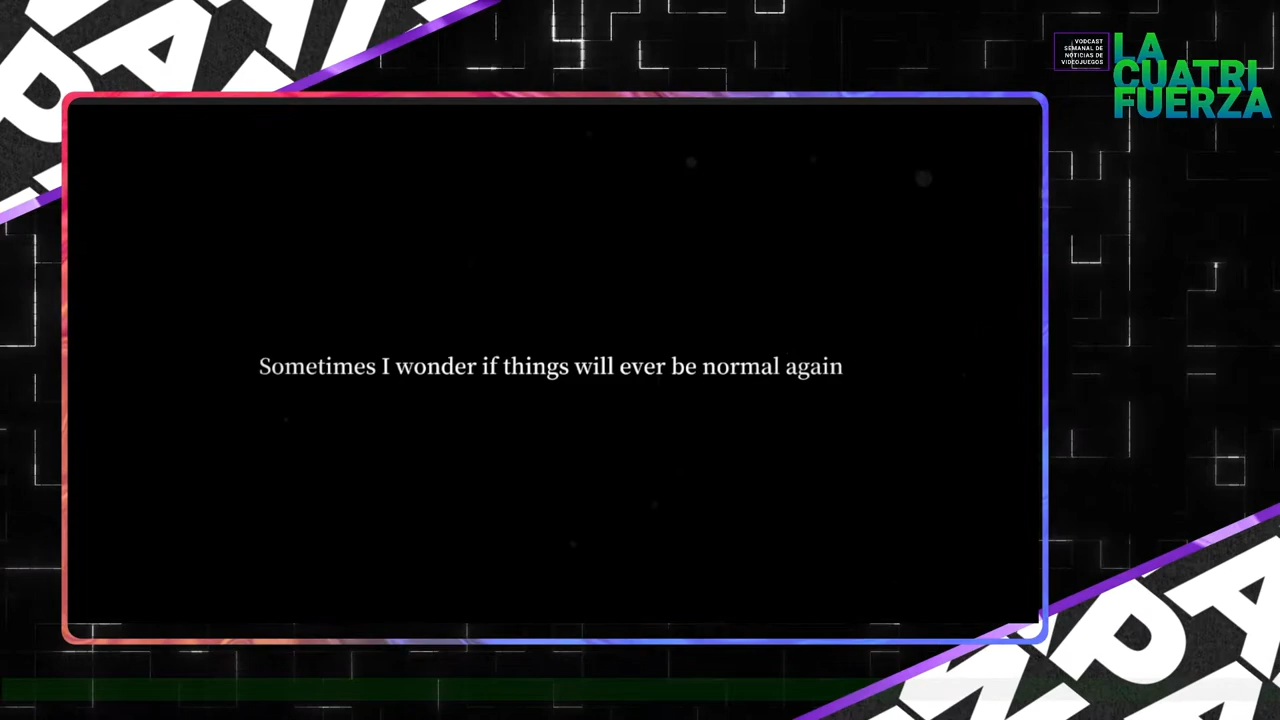 VODCAST
SEMANAL DE
NOTICIAS DE
VIDEOJUEGOS
LA
CUATRI
FUERZA
Sometimes I wonder if things will ever be normal again